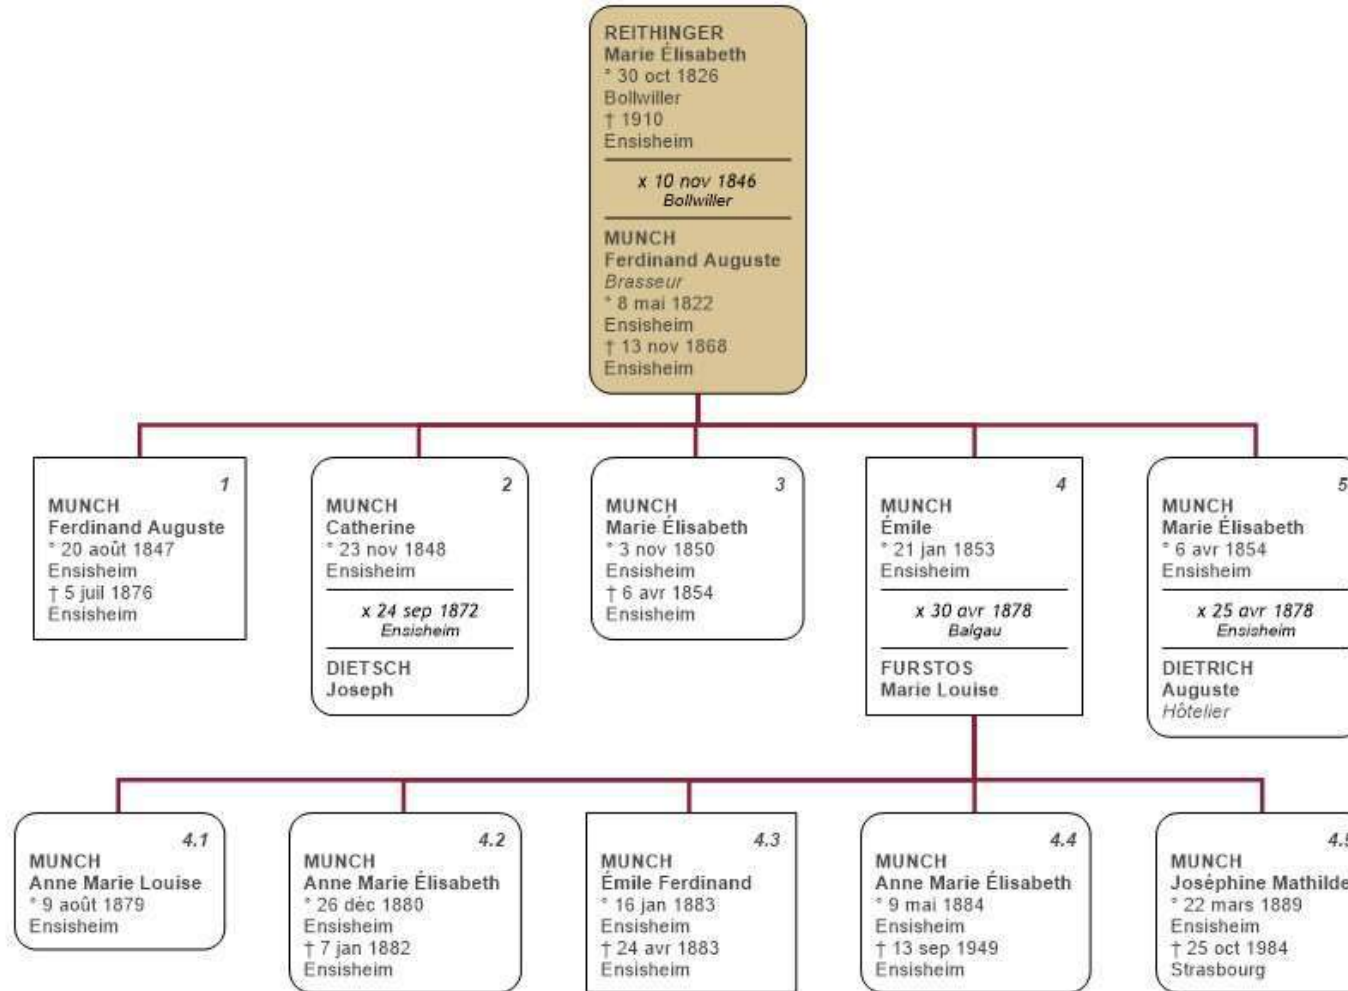 REITHINGER
Marie Élisabeth
° 30 oct 1826
Bollwiller
† 1910
Ensisheim
x 10 nov 1846
Bollwiller
MUNCH
Ferdinand Auguste
Brasseur
° 8 mai 1822
Ensisheim
† 13 nov 1868
Ensisheim
1
MUNCH
Ferdinand Auguste
° 20 août 1847
Ensisheim
† 5 juil 1876
Ensisheim
2
MUNCH
Catherine
° 23 nov 1848
Ensisheim
x 24 sep 1872
Ensisheim
DIETSCH
Joseph
3
MUNCH
Marie Élisabeth
° 3 nov 1850
Ensisheim
† 6 avr 1854
Ensisheim
4
MUNCH
Émile
° 21 jan 1853
Ensisheim
x 30 avr 1878
Balgau
FURSTOS
Marie Louise
5
MUNCH
Marie Élisabeth
° 6 avr 1854
Ensisheim
x 25 avr 1878
Ensisheim
DIETRICH
Auguste
Hôtelier
4.1
MUNCH
Anne Marie Louise
° 9 août 1879
Ensisheim
4.2
MUNCH
Anne Marie Élisabeth
° 26 déc 1880
Ensisheim
† 7 jan 1882
Ensisheim
4.3
MUNCH
Émile Ferdinand
° 16 jan 1883
Ensisheim
† 24 avr 1883
Ensisheim
4.4
MUNCH
Anne Marie Élisabeth
° 9 mai 1884
Ensisheim
† 13 sep 1949
Ensisheim
4.5
MUNCH
Joséphine Mathilde
° 22 mars 1889
Ensisheim
† 25 oct 1984
Strasbourg